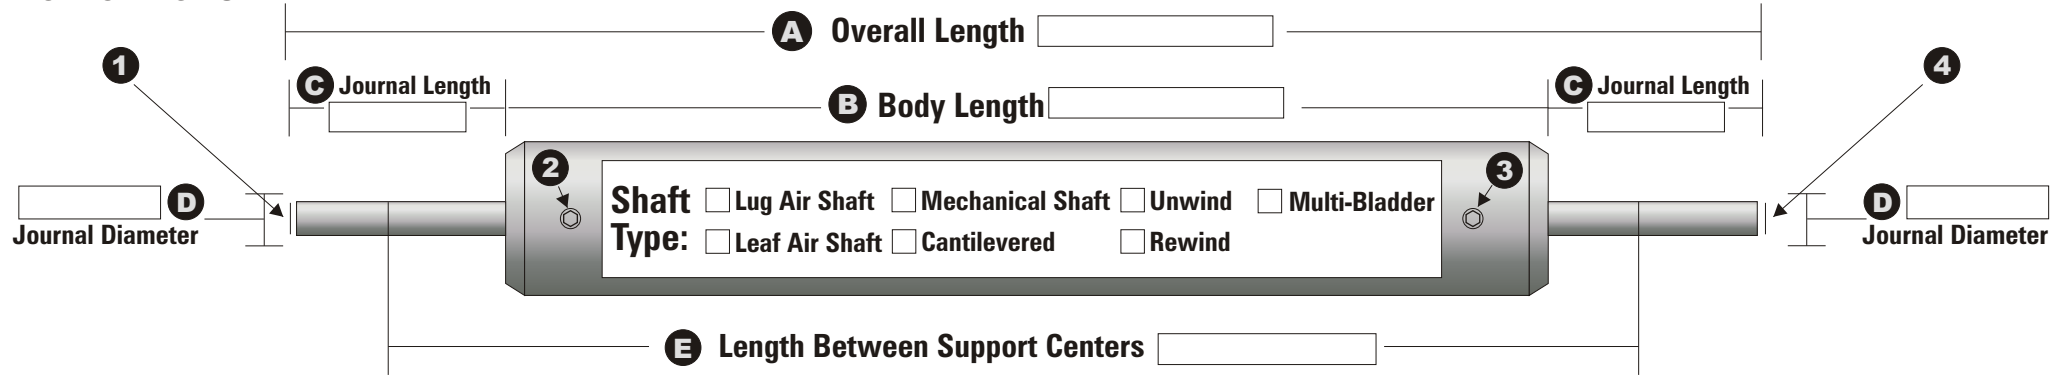 A Overall Length
1
C Journal Length
B Body Length
C Journal Length
4
2
3
D
Journal Diameter
Shaft Type:
Lug Air Shaft
Mechanical Shaft
Unwind
Multi-Bladder
Leaf Air Shaft
Cantilevered
Rewind
D
Journal Diameter
E Length Between Support Centers